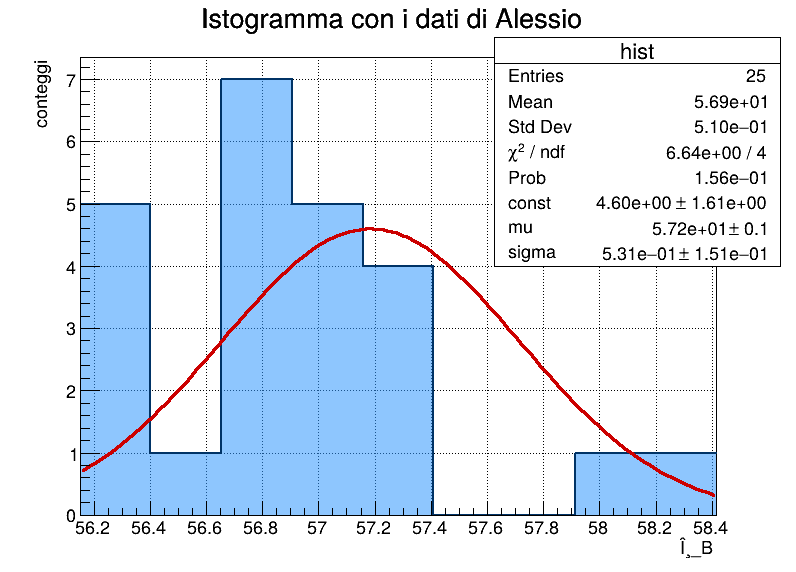 Istogramma con i dati di Alessio
hist
Entries 25
Mean 5.69e+01
Std Dev 5.10e−01
χ² / ndf 6.64e+00 / 4
Prob 1.56e−01
const 4.60e+00 ± 1.61e+00
mu 5.72e+01 ± 0.1
sigma 5.31e−01 ± 1.51e−01
conteggi
7
6
5
4
3
2
1
0
56.2 56.4 56.6 56.8 57 57.2 57.4 57.6 57.8 58 58.2 58.4
Î¸_B